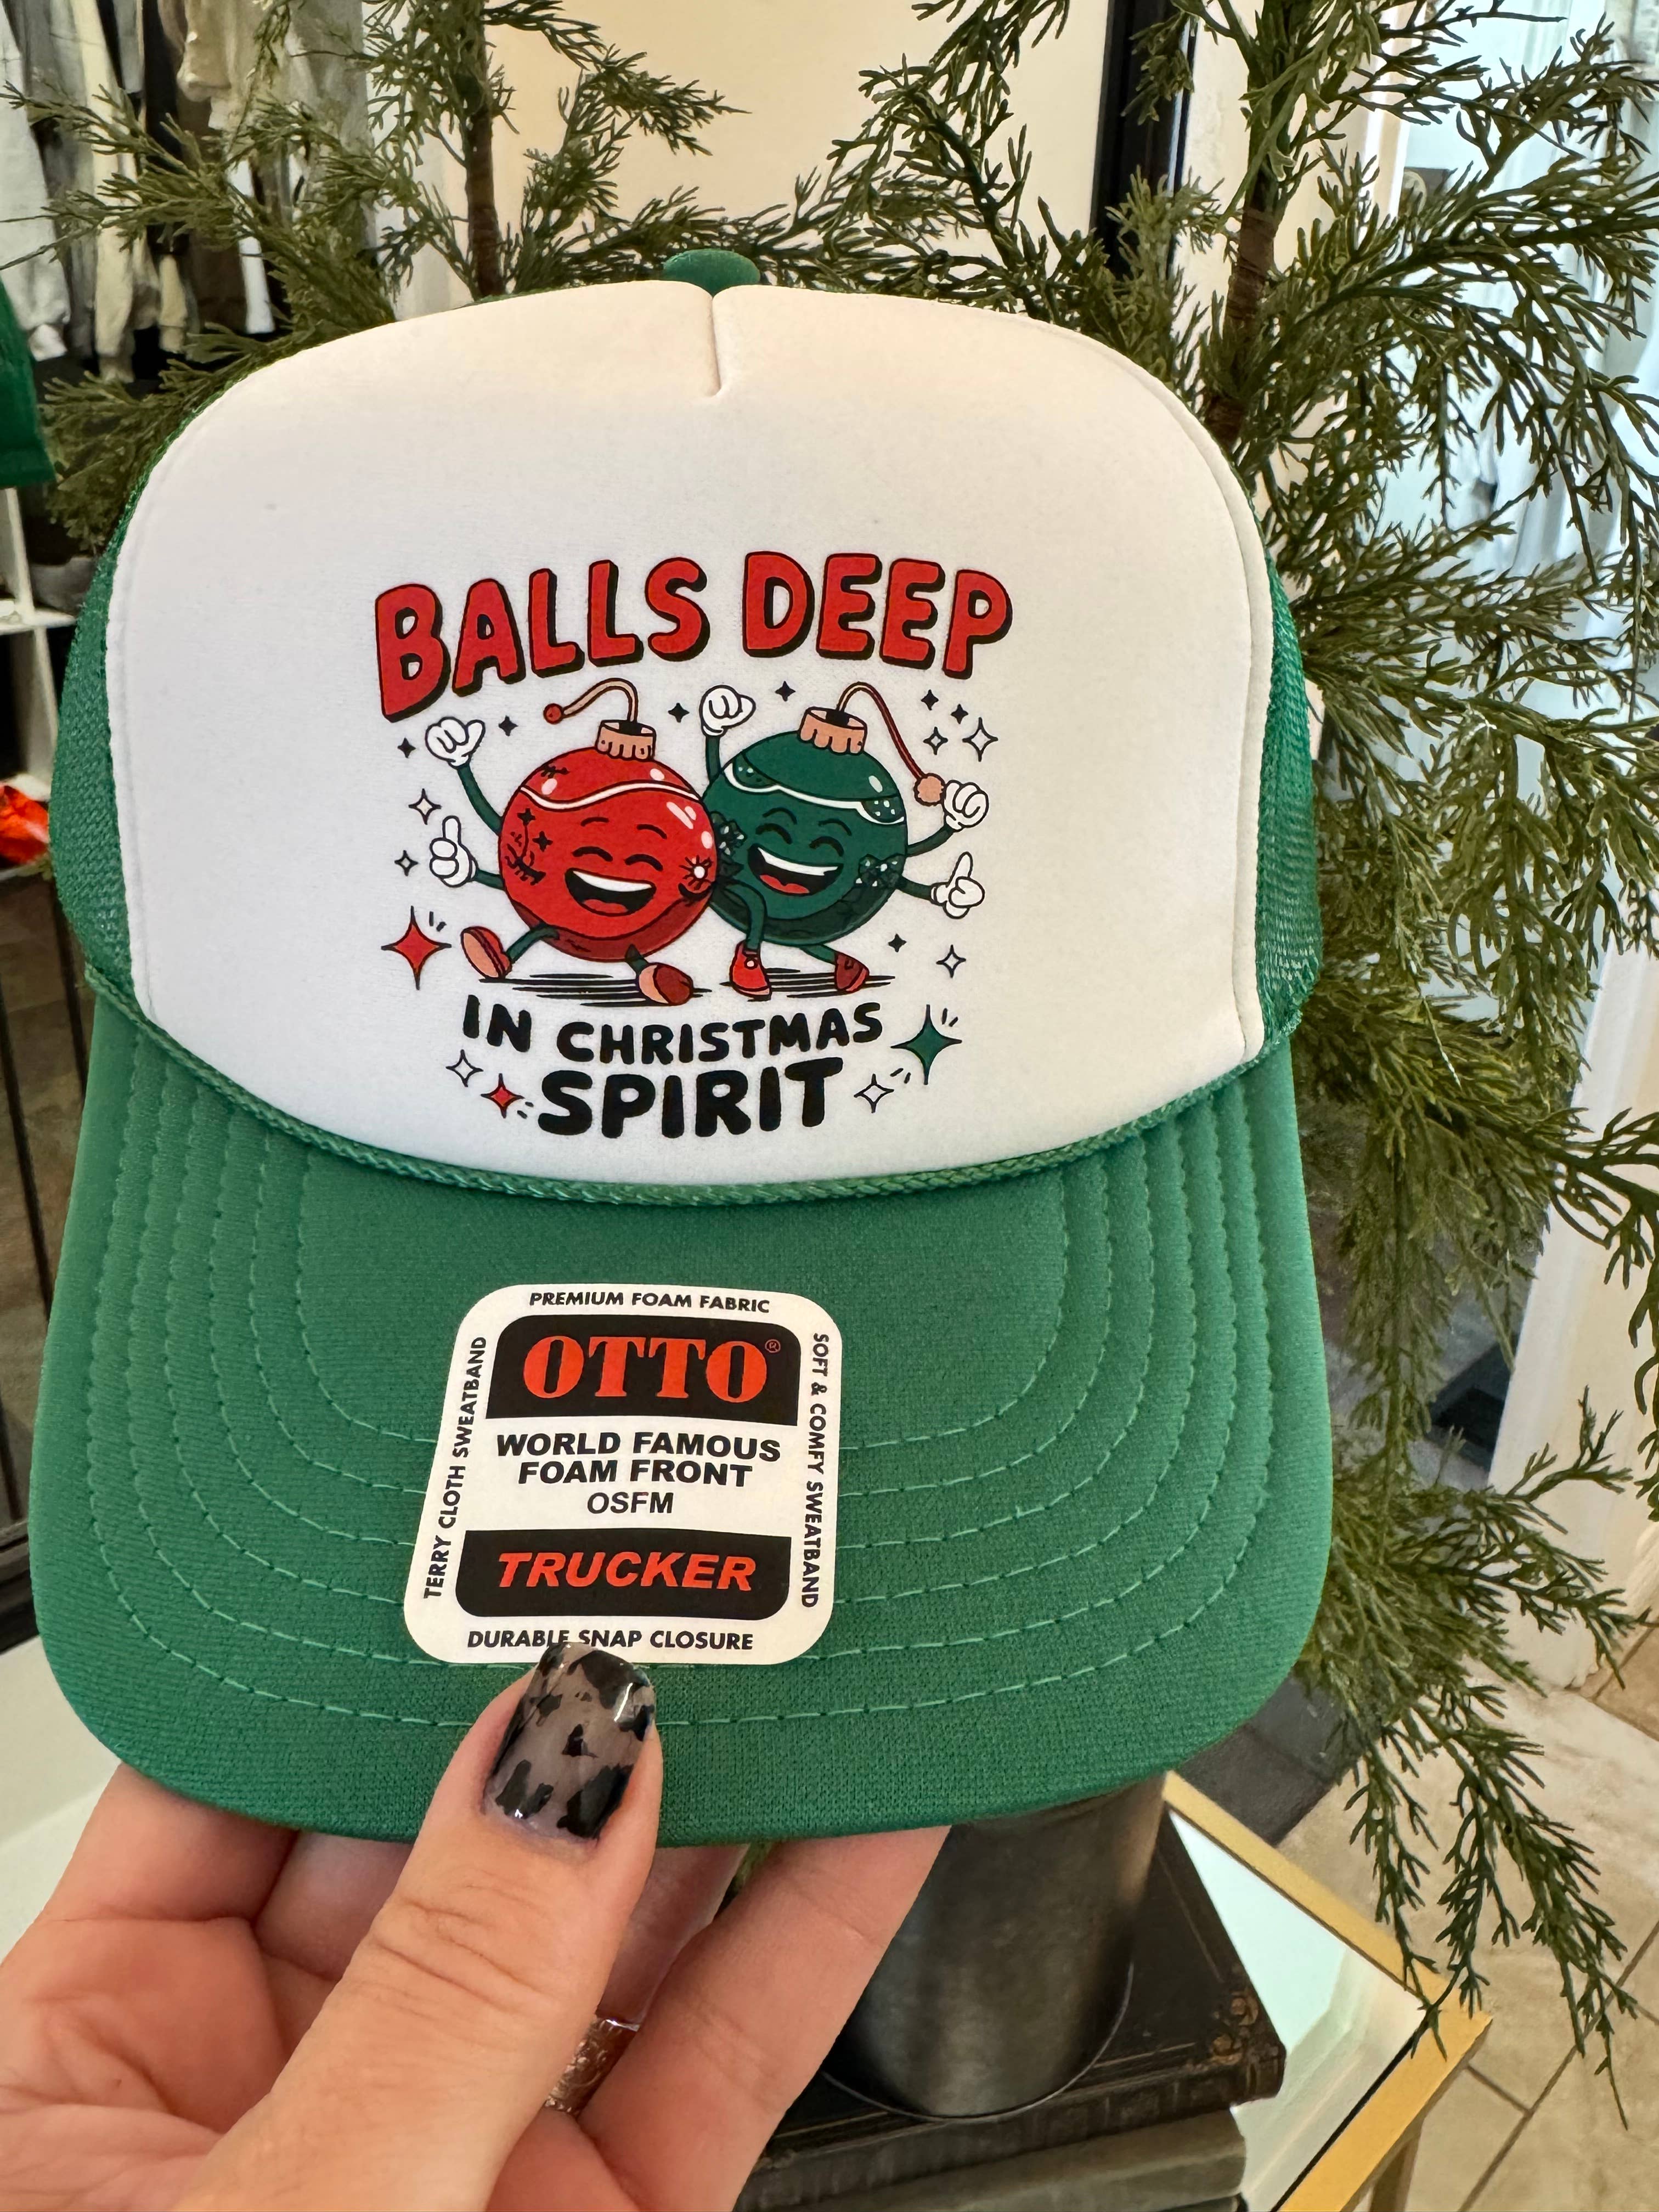 BALLS DEEP
IN CHRISTMAS
SPIRIT
PREMIUM FOAM FABRIC
TERRY CLOTH SWEATBAND
OTTO®
WORLD FAMOUS
FOAM FRONT
OSFM
TRUCKER
SOFT & COMFY SWEATBAND
DURABLE SNAP CLOSURE